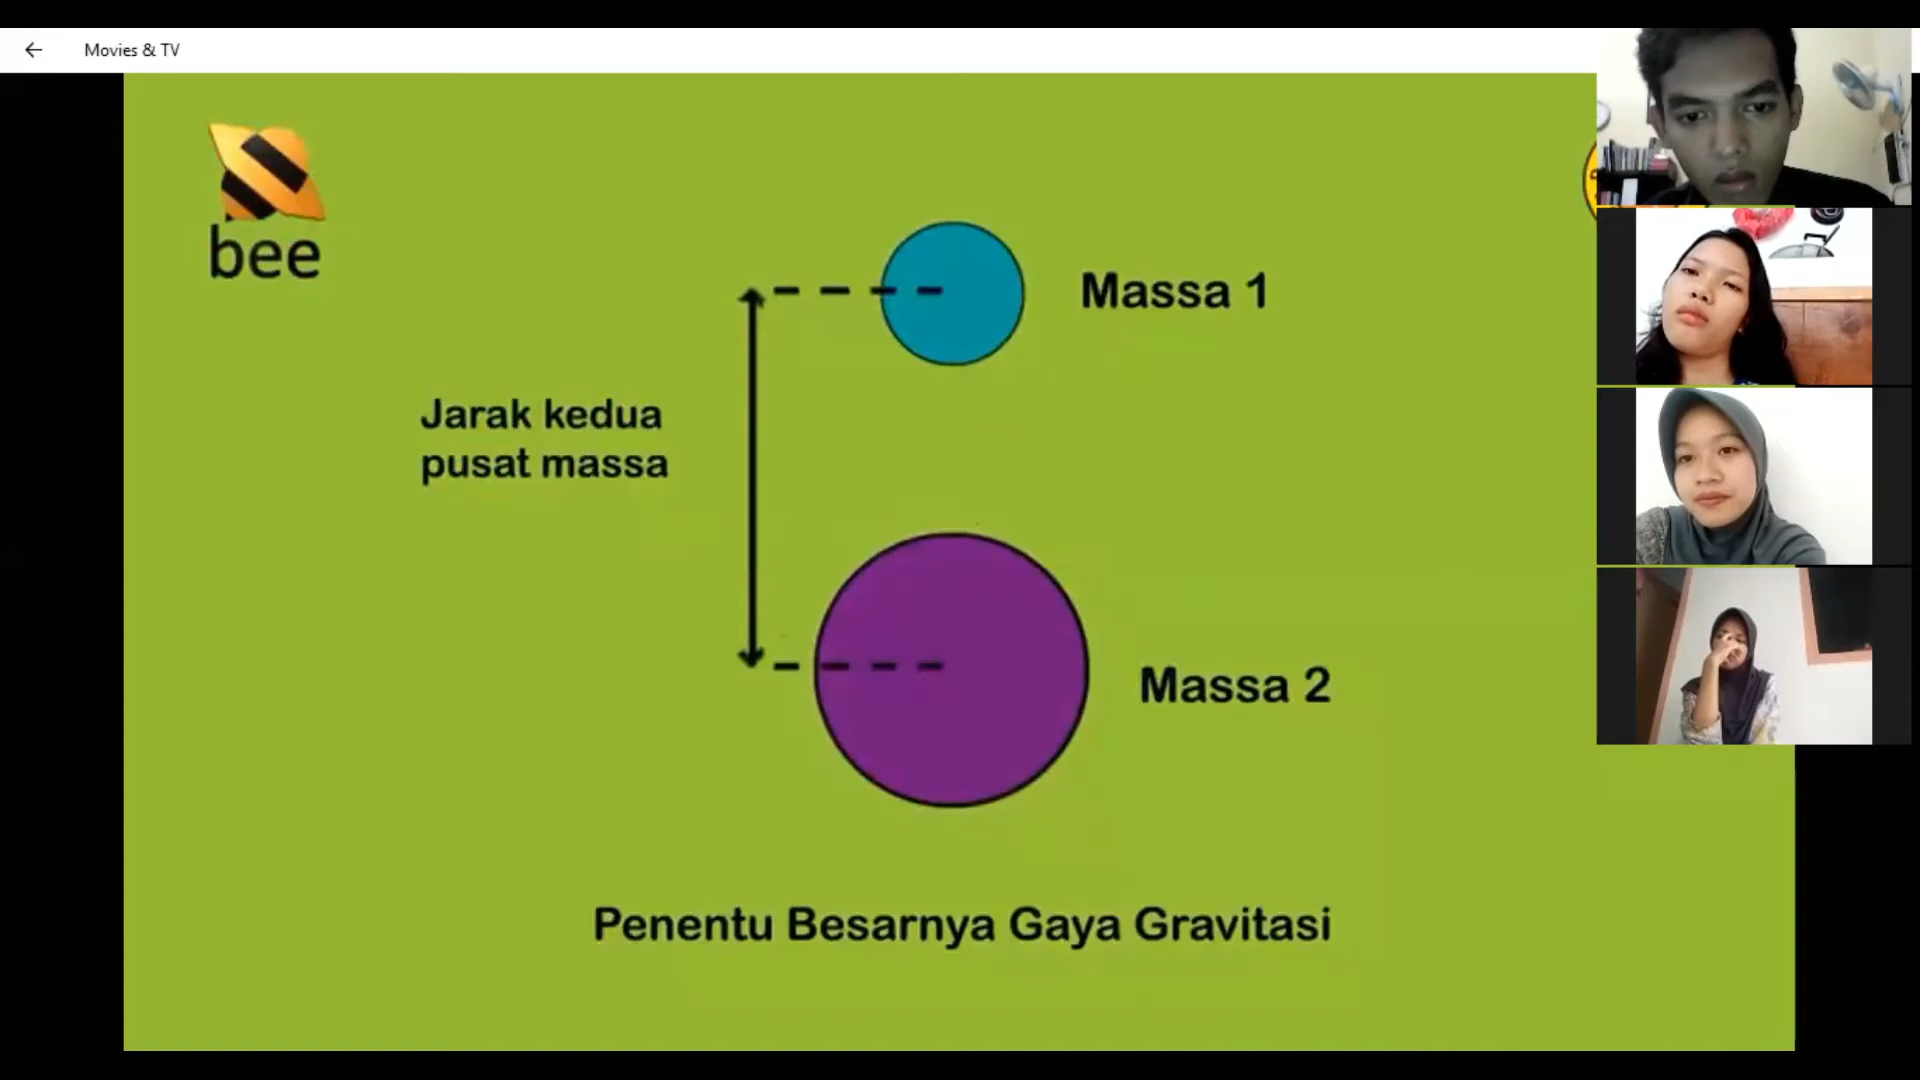 Movies & TV
bee
Massa 1
Jarak kedua
pusat massa
Massa 2
Penentu Besarnya Gaya Gravitasi